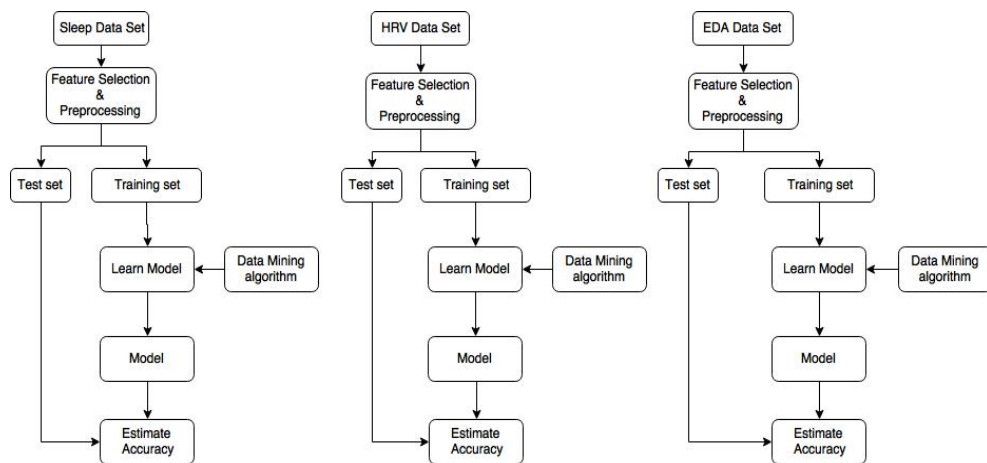 Sleep Data Set
Feature Selection
&
Preprocessing
Test set
Training set
Learn Model
Data Mining
algorithm
Model
Estimate
Accuracy
HRV Data Set
Feature Selection
&
Preprocessing
Test set
Training set
Learn Model
Data Mining
algorithm
Model
Estimate
Accuracy
EDA Data Set
Feature Selection
&
Preprocessing
Test set
Training set
Learn Model
Data Mining
algorithm
Model
Estimate
Accuracy